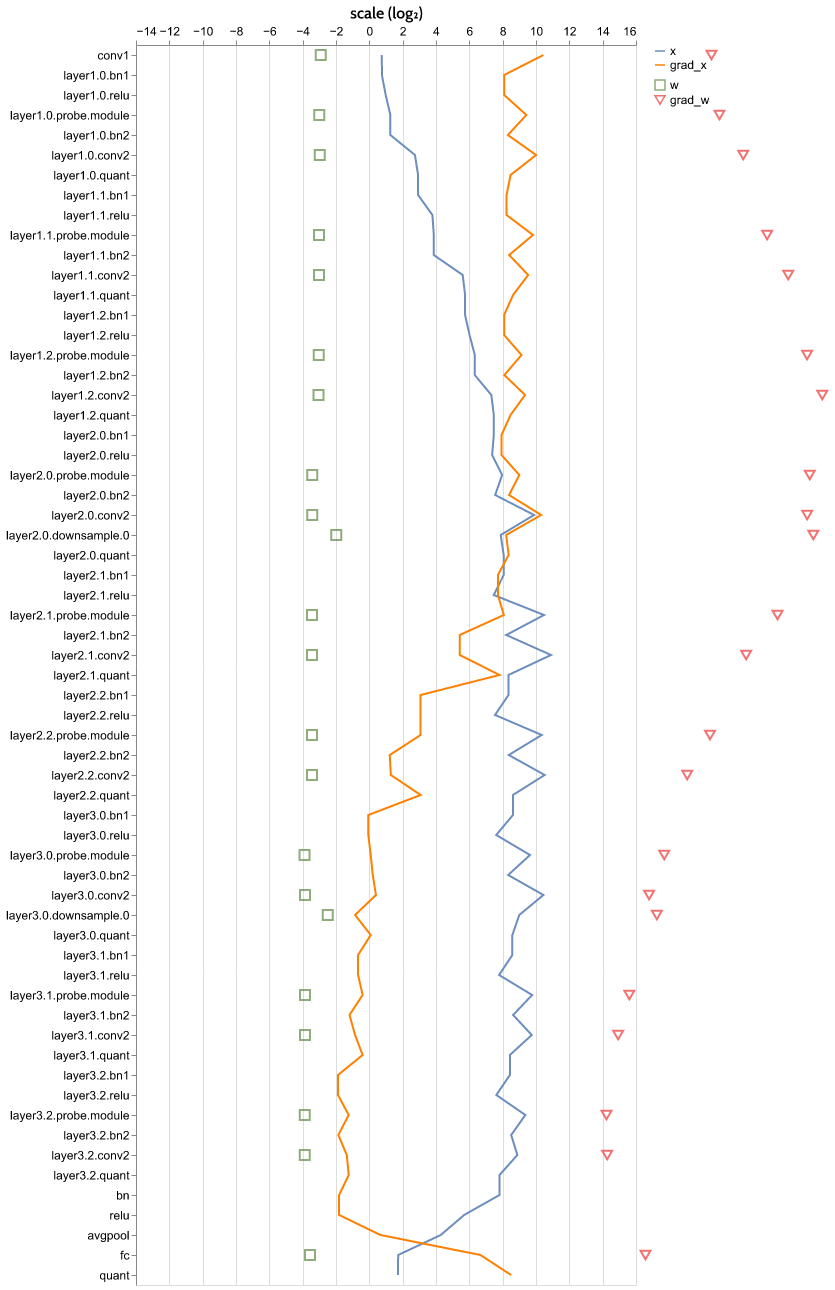 scale (log₂)
−14 −12 −10 −8 −6 −4 −2 0 2 4 6 8 10 12 14 16
conv1
x
layer1.0.bn1
grad_x
layer1.0.relu
w
layer1.0.probe.module
grad_w
layer1.0.bn2
layer1.0.conv2
layer1.0.quant
layer1.1.bn1
layer1.1.relu
layer1.1.probe.module
layer1.1.bn2
layer1.1.conv2
layer1.1.quant
layer1.2.bn1
layer1.2.relu
layer1.2.probe.module
layer1.2.bn2
layer1.2.conv2
layer1.2.quant
layer2.0.bn1
layer2.0.relu
layer2.0.probe.module
layer2.0.bn2
layer2.0.conv2
layer2.0.downsample.0
layer2.0.quant
layer2.1.bn1
layer2.1.relu
layer2.1.probe.module
layer2.1.bn2
layer2.1.conv2
layer2.1.quant
layer2.2.bn1
layer2.2.relu
layer2.2.probe.module
layer2.2.bn2
layer2.2.conv2
layer2.2.quant
layer3.0.bn1
layer3.0.relu
layer3.0.probe.module
layer3.0.bn2
layer3.0.conv2
layer3.0.downsample.0
layer3.0.quant
layer3.1.bn1
layer3.1.relu
layer3.1.probe.module
layer3.1.bn2
layer3.1.conv2
layer3.1.quant
layer3.2.bn1
layer3.2.relu
layer3.2.probe.module
layer3.2.bn2
layer3.2.conv2
layer3.2.quant
bn
relu
avgpool
fc
quant